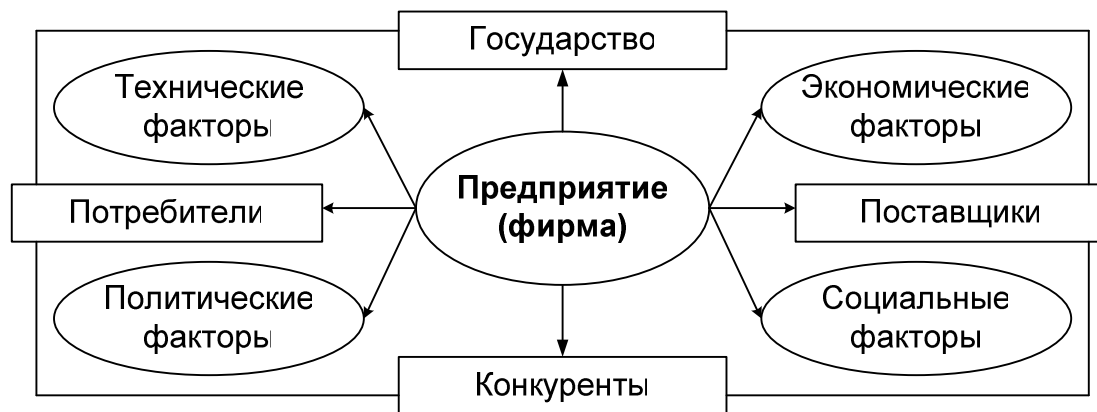 Государство
Технические
факторы
Экономические
факторы
Предприятие
(фирма)
Потребители
Поставщики
Политические
факторы
Социальные
факторы
Конкуренты